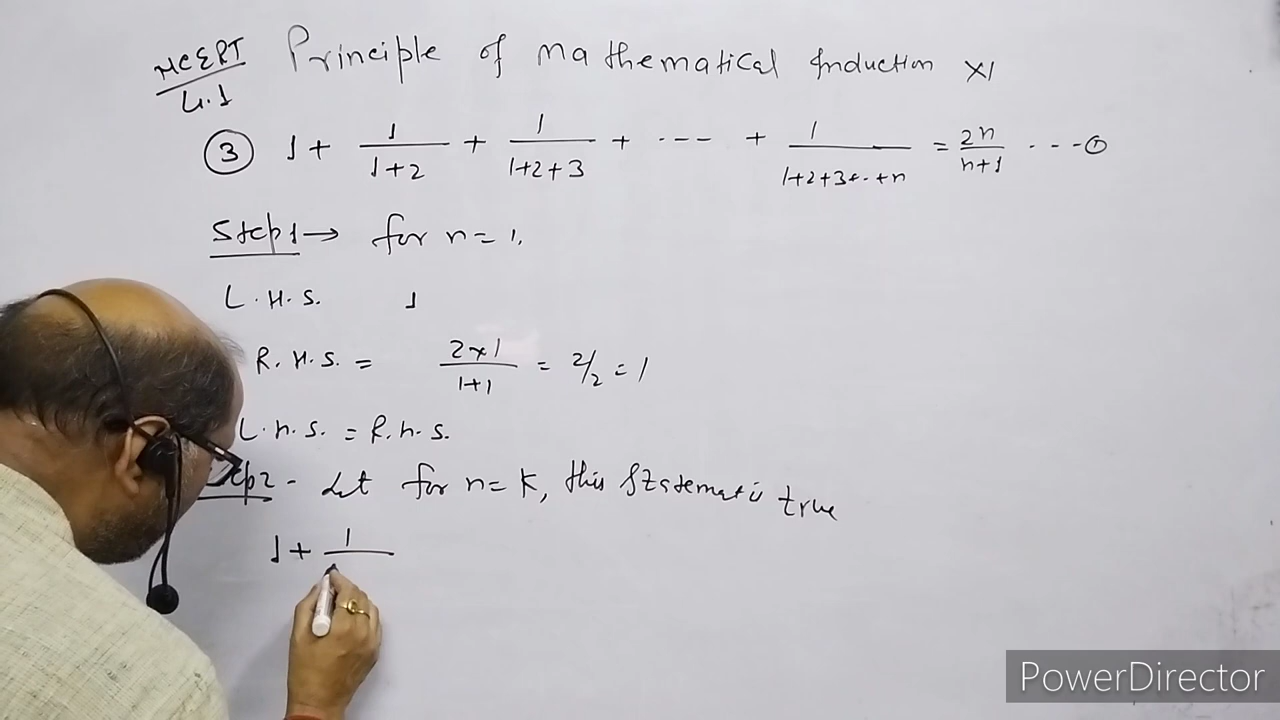 NCERT Principle of Mathematical Induction XI
4.1
③ 1 + 1/(1+2) + 1/(1+2+3) + --- + 1/(1+2+3+..+n) = 2n/(n+1) ---①
Step1→ for n=1,
L.H.S. 1
R.H.S. = (2×1)/(1+1) = 2/2 = 1
L.H.S. = R.H.S.
ep2 - Let for n=K, this Statement is true
1 + 1/
PowerDirector